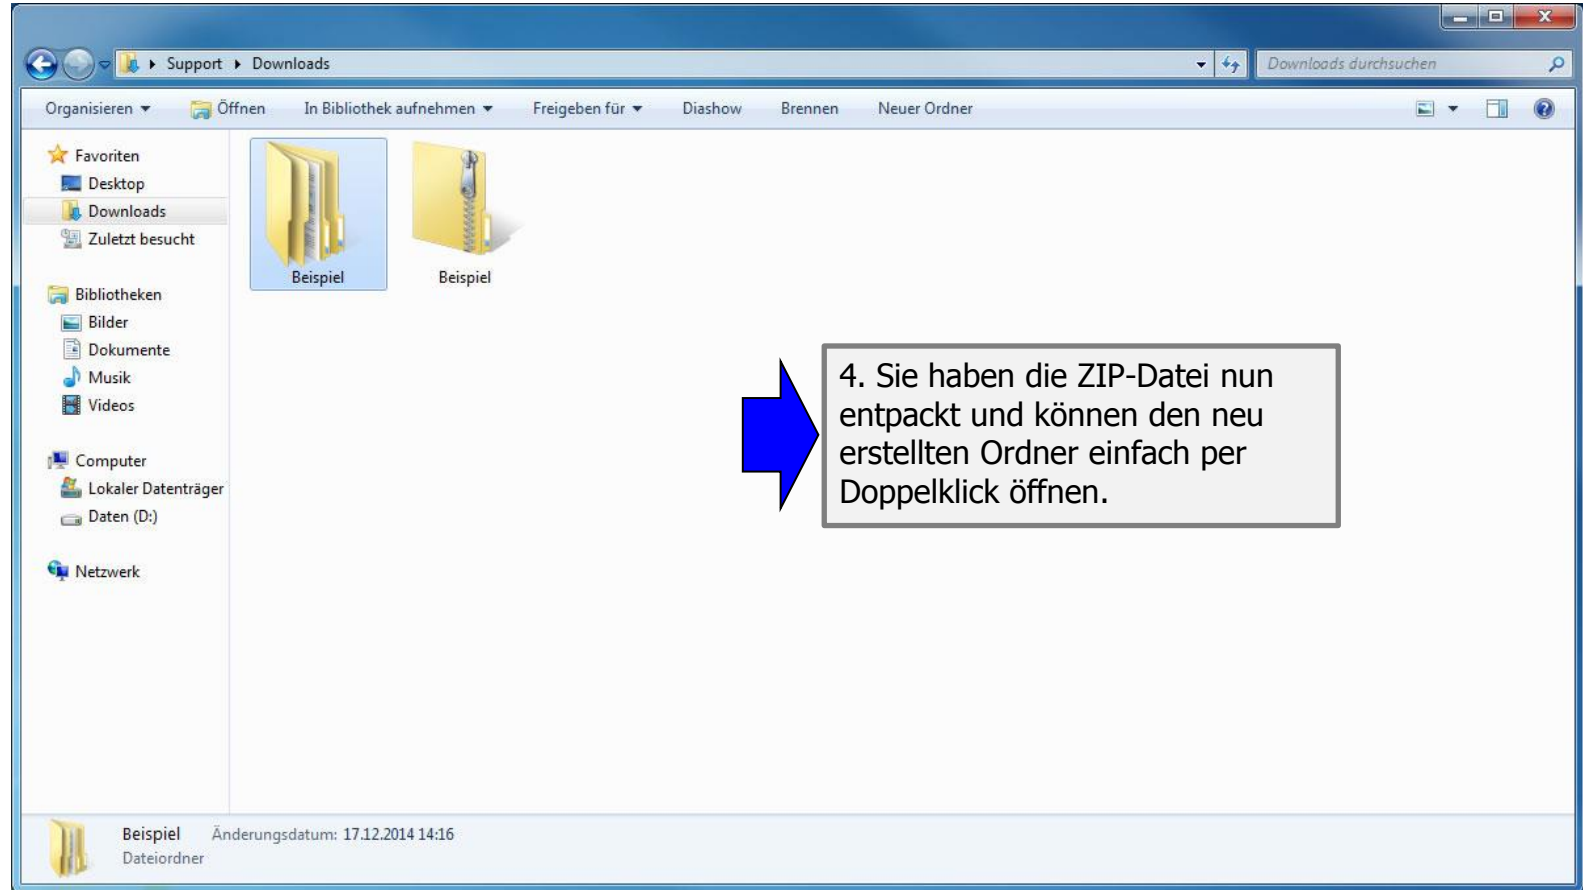 Support ▸ Downloads
Downloads durchsuchen
Organisieren Öffnen In Bibliothek aufnehmen Freigeben für Diashow Brennen Neuer Ordner
Favoriten
Desktop
Downloads
Zuletzt besucht
Bibliotheken
Bilder
Dokumente
Musik
Videos
Computer
Lokaler Datenträger
Daten (D:)
Netzwerk
Beispiel Beispiel
4. Sie haben die ZIP-Datei nun
entpackt und können den neu
erstellten Ordner einfach per
Doppelklick öffnen.
Beispiel Änderungsdatum: 17.12.2014 14:16
Dateiordner